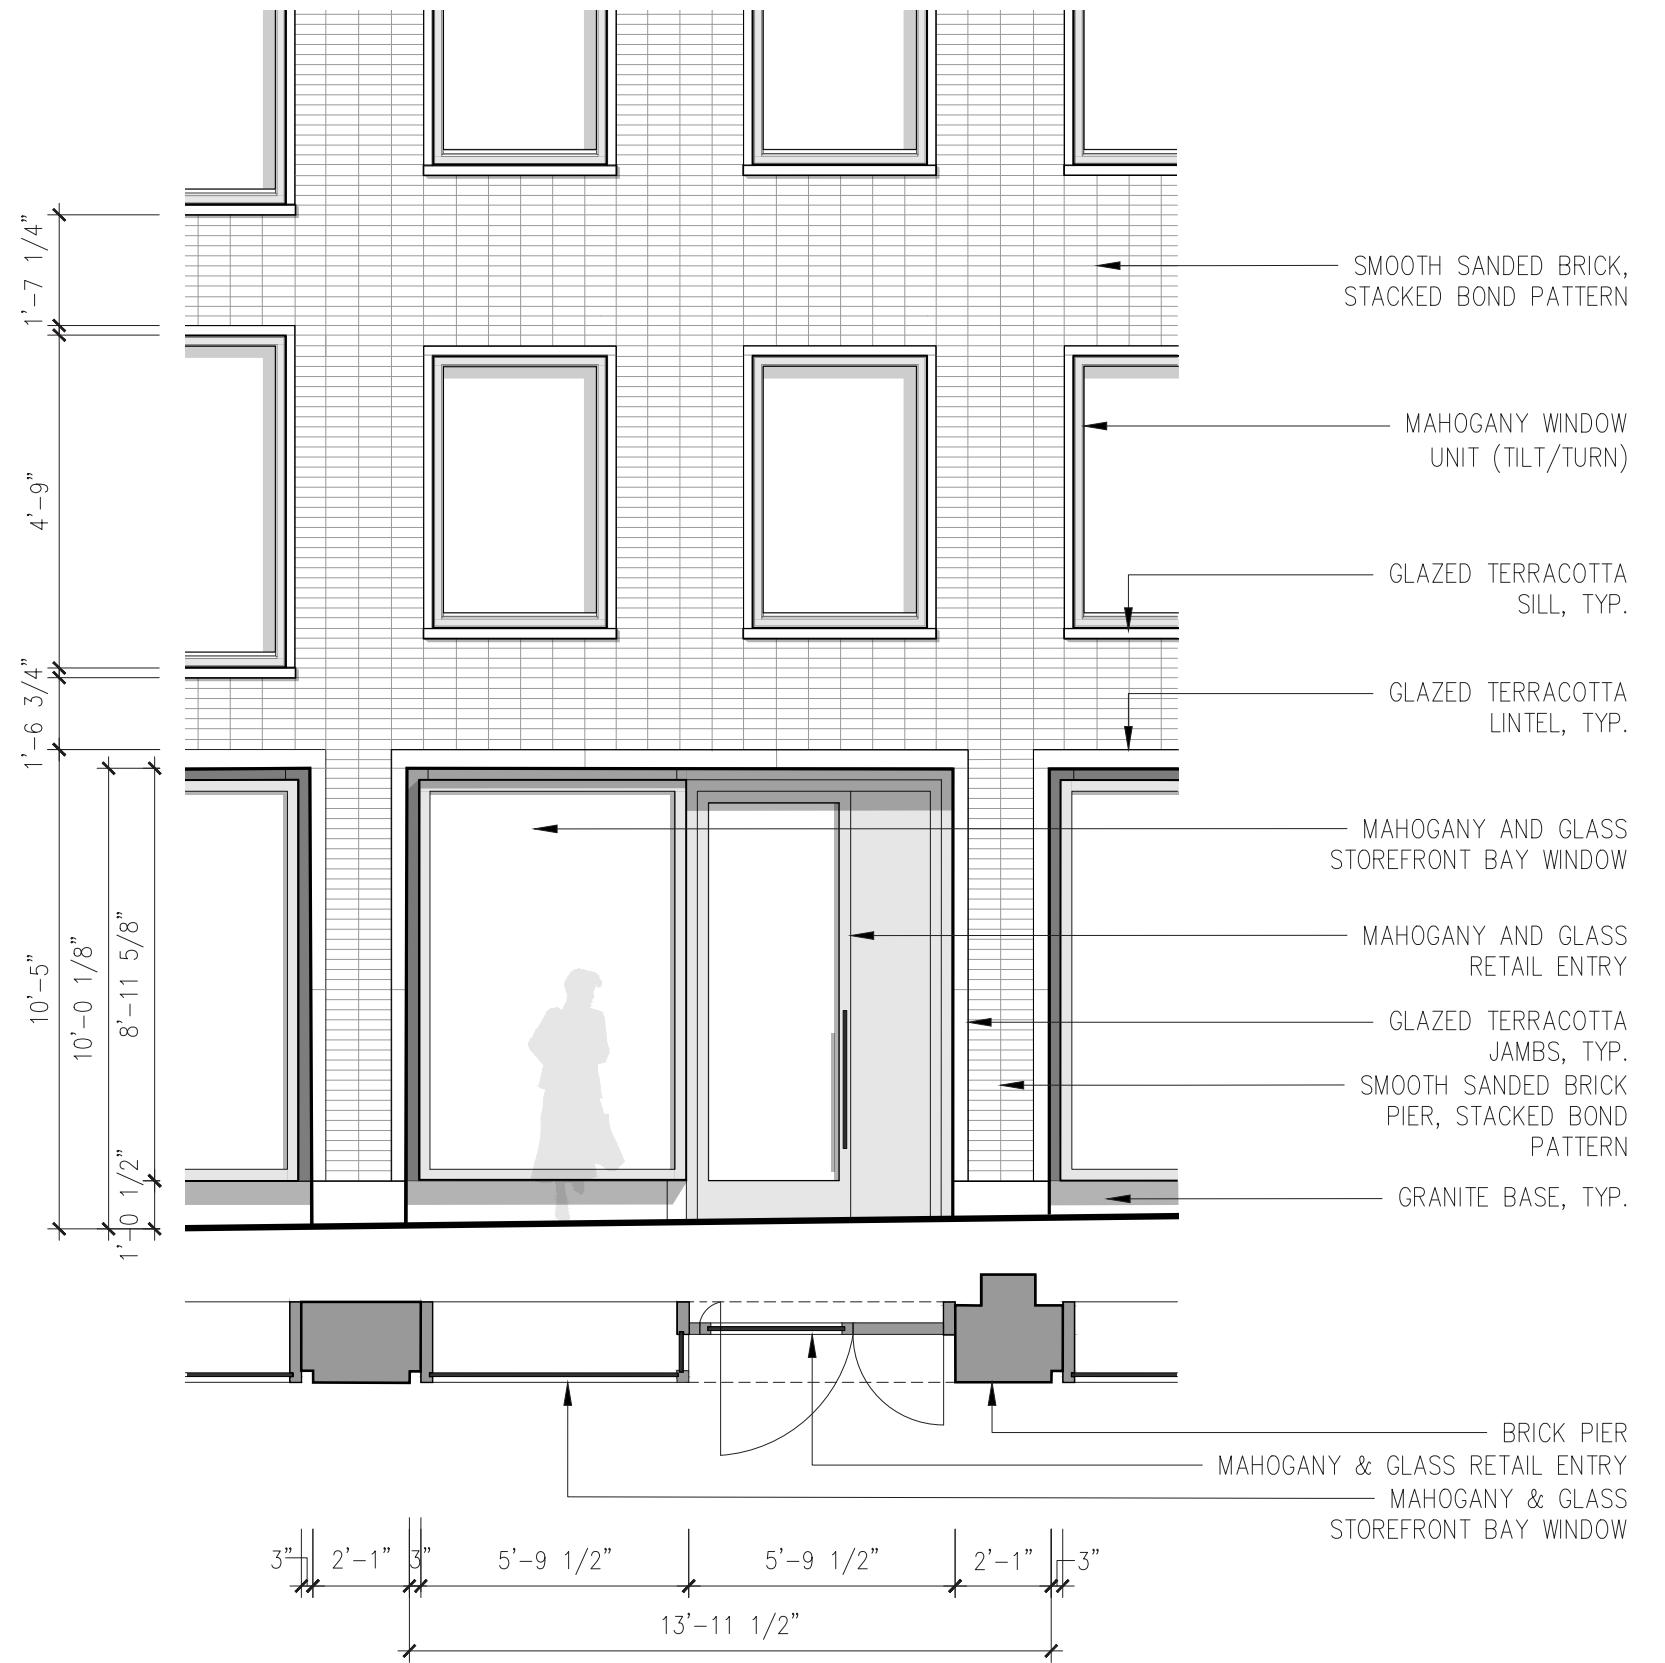 1'-7 1/4"
4'-9"
1'-6 3/4"
10'-5"
10'-0 1/8"
8'-11 5/8"
1'-0 1/2"
SMOOTH SANDED BRICK,
STACKED BOND PATTERN
MAHOGANY WINDOW
UNIT (TILT/TURN)
GLAZED TERRACOTTA
SILL, TYP.
GLAZED TERRACOTTA
LINTEL, TYP.
MAHOGANY AND GLASS
STOREFRONT BAY WINDOW
MAHOGANY AND GLASS
RETAIL ENTRY
GLAZED TERRACOTTA
JAMBS, TYP.
SMOOTH SANDED BRICK
PIER, STACKED BOND
PATTERN
GRANITE BASE, TYP.
BRICK PIER
MAHOGANY & GLASS RETAIL ENTRY
MAHOGANY & GLASS
STOREFRONT BAY WINDOW
3" 2'-1" 3" 5'-9 1/2" 5'-9 1/2" 2'-1" 3"
13'-11 1/2"